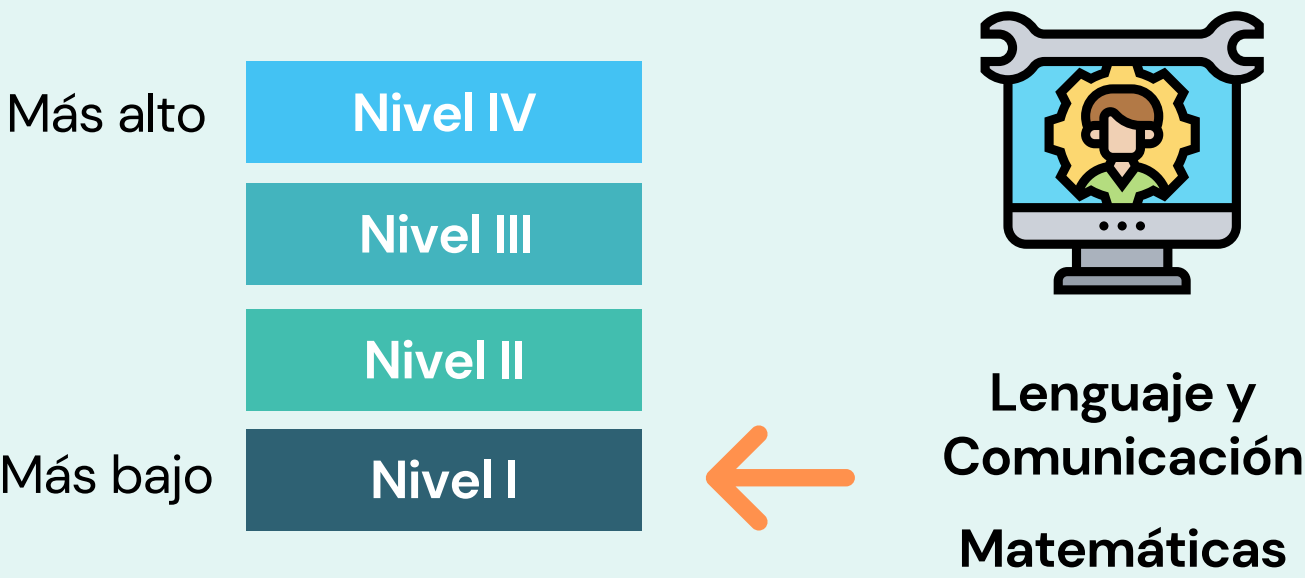 Más alto
Nivel IV
Nivel III
Nivel II
Más bajo
Nivel I
Lenguaje y
Comunicación
Matemáticas